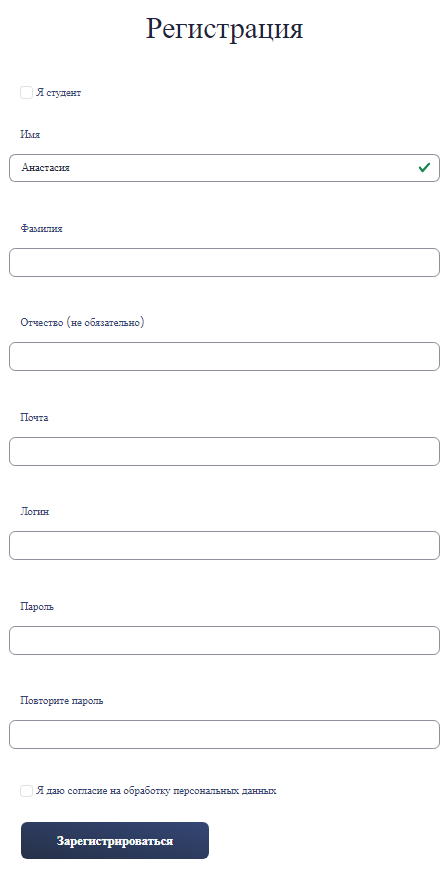 Регистрация
Я студент
Имя
Анастасия
Фамилия
Отчество (не обязательно)
Почта
Логин
Пароль
Повторите пароль
Я даю согласие на обработку персональных данных
Зарегистрироваться